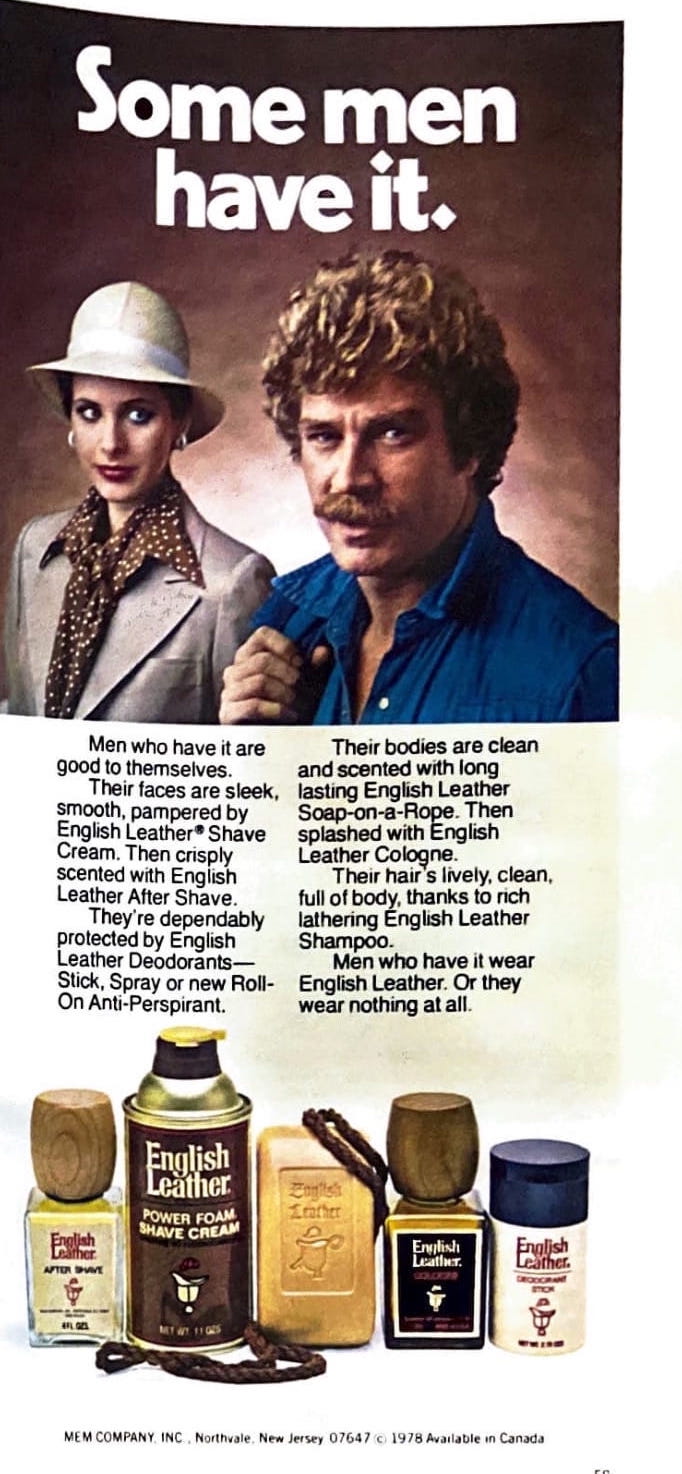 Some men
have it.
Men who have it are
good to themselves.
Their faces are sleek,
smooth, pampered by
English Leather® Shave
Cream. Then crisply
scented with English
Leather After Shave.
They're dependably
protected by English
Leather Deodorants—
Stick, Spray or new Roll-
On Anti-Perspirant.
Their bodies are clean
and scented with long
lasting English Leather
Soap-on-a-Rope. Then
splashed with English
Leather Cologne.
Their hair's lively, clean,
full of body, thanks to rich
lathering English Leather
Shampoo.
Men who have it wear
English Leather. Or they
wear nothing at all.
English
Leather.
AFTER SHAVE
English
Leather.
POWER FOAM
SHAVE CREAM
NET WT. 11 OZS
English
Leather
English
Leather.
English
Leather.
DEODORANT
STICK
MEM COMPANY, INC., Northvale, New Jersey 07647 © 1978 Available in Canada